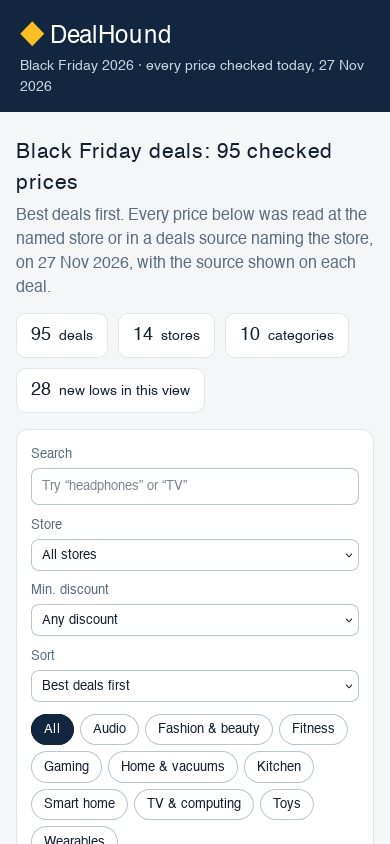 DealHound
Black Friday 2026 · every price checked today, 27 Nov
2026
Black Friday deals: 95 checked
prices
Best deals first. Every price below was read at the
named store or in a deals source naming the store,
on 27 Nov 2026, with the source shown on each
deal.
95 deals
14 stores
10 categories
28 new lows in this view
Search
Try “headphones” or “TV”
Store
All stores
Min. discount
Any discount
Sort
Best deals first
All
Audio
Fashion & beauty
Fitness
Gaming
Home & vacuums
Kitchen
Smart home
TV & computing
Toys
Wearables